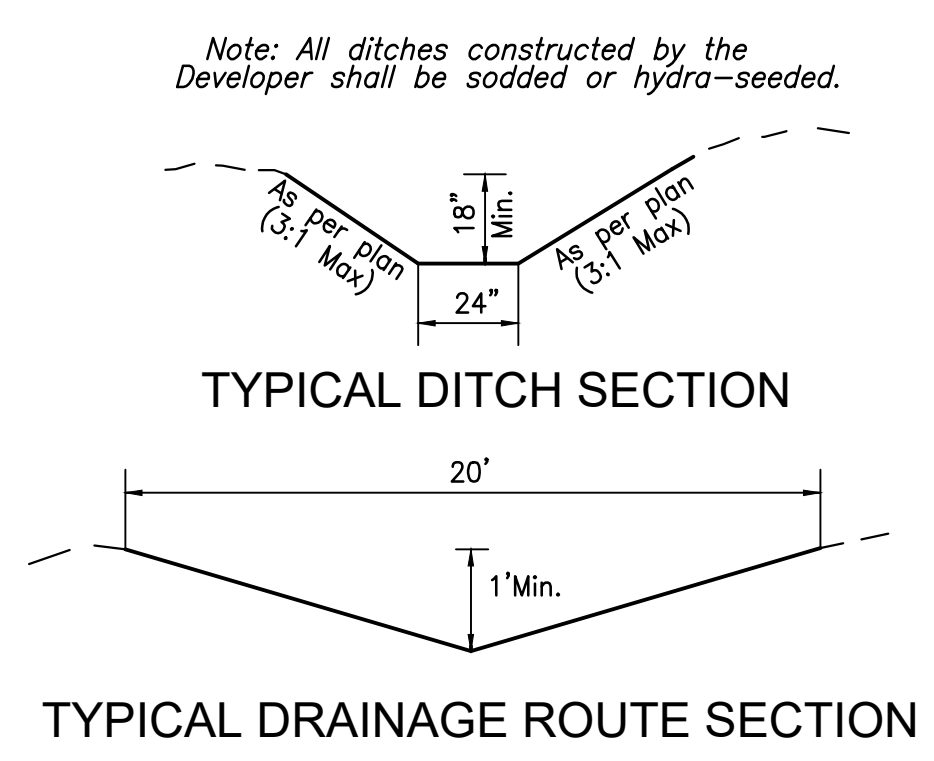 Note: All ditches constructed by the
Developer shall be sodded or hydra-seeded.
As per plan
(3:1 Max)
18"
Min.
As per plan
(3:1 Max)
24"
TYPICAL DITCH SECTION
20'
1'Min.
TYPICAL DRAINAGE ROUTE SECTION